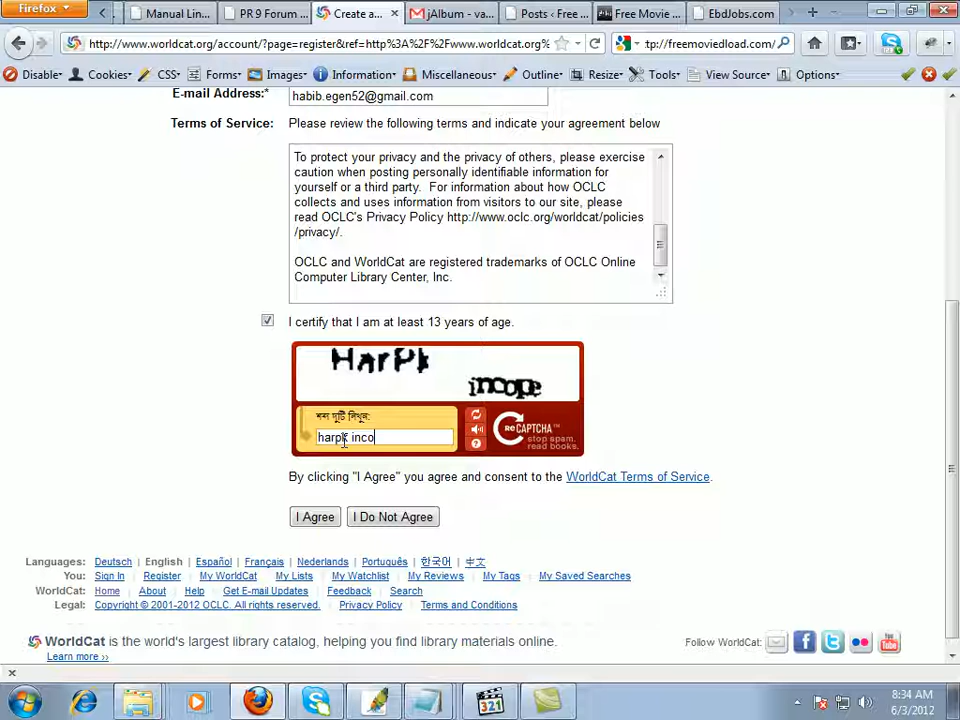 Firefox
Manual Lin...
PR 9 Forum ...
Create a...
jAlbum - va...
Posts ‹ Free ...
Free Movie ...
EbdJobs.com
http://www.worldcat.org/account/?page=register&ref=http%3A%2F%2Fwww.worldcat.org%
tp://freemoviedload.com/
Disable▾ Cookies▾ CSS▾ Forms▾ Images▾ Information▾ Miscellaneous▾ Outline▾ Resize▾ Tools▾ View Source▾ Options▾
E-mail Address:* habib.egen52@gmail.com
Terms of Service: Please review the following terms and indicate your agreement below
To protect your privacy and the privacy of others, please exercise
caution when posting personally identifiable information for
yourself or a third party. For information about how OCLC
collects and uses information from visitors to our site, please
read OCLC's Privacy Policy http://www.oclc.org/worldcat/policies
/privacy/.
OCLC and WorldCat are registered trademarks of OCLC Online
Computer Library Center, Inc.
I certify that I am at least 13 years of age.
incope
শব্দ দুটি লিখুন:
inco
reCAPTCHA™
stop spam.
read books.
By clicking "I Agree" you agree and consent to the WorldCat Terms of Service.
I Agree I Do Not Agree
Languages: Deutsch | English | Español | Français | Nederlands | Português | 한국어 | 中文
You: Sign In | Register | My WorldCat | My Lists | My Watchlist | My Reviews | My Tags | My Saved Searches
WorldCat: Home | About | Help | Get E-mail Updates | Feedback | Search
Legal: Copyright © 2001-2012 OCLC. All rights reserved. | Privacy Policy | Terms and Conditions
WorldCat is the world's largest library catalog, helping you find library materials online.
Follow WorldCat:
Learn more ››
You Tube
321
8:34 AM
6/3/2012